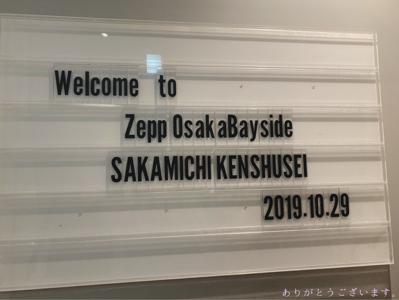 Welcome to
Zepp OsakaBayside
SAKAMICHI KENSHUSEI
2019.10.29
ありがとうございます。